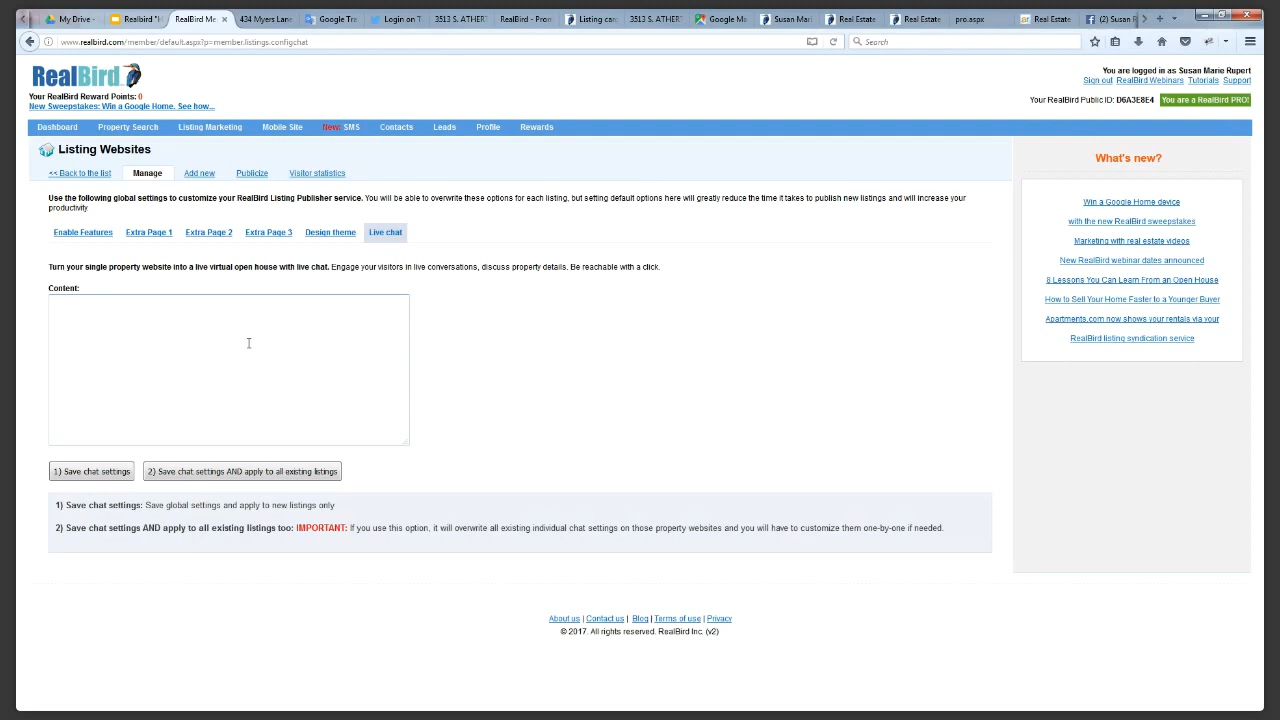 My Drive -
Realbird "H
RealBird Me
434 Myers Lane
Google Tra
Login on T
3513 S. ATHER
RealBird -
Listing card
3513 S. ATHER
Google Ma
Susan Mari
Real Estate
Real Estate
pro.aspx
Real Estate
(2) Susan R
www.realbird.com/member/default.aspx?p=member.listings.configchat
Search
RealBird
You are logged in as Susan Marie Rupert
Sign out RealBird Webinars Tutorials Support
Your RealBird Reward Points: 0
New Sweepstakes: Win a Google Home. See how...
Your RealBird Public ID: D6A3E8E4 You are a RealBird PRO!
Dashboard Property Search Listing Marketing Mobile Site New: SMS Contacts Leads Profile Rewards
Listing Websites
<< Back to the list Manage Add new Publicize Visitor statistics
Use the following global settings to customize your RealBird Listing Publisher service. You will be able to overwrite these options for each listing, but setting default options here will greatly reduce the time it takes to publish new listings and will increase your
productivity.
Enable Features Extra Page 1 Extra Page 2 Extra Page 3 Design theme Live chat
Turn your single property website into a live virtual open house with live chat. Engage your visitors in live conversations, discuss property details. Be reachable with a click.
Content:
1) Save chat settings 2) Save chat settings AND apply to all existing listings
1) Save chat settings: Save global settings and apply to new listings only
2) Save chat settings AND apply to all existing listings too: IMPORTANT: If you use this option, it will overwrite all existing individual chat settings on those property websites and you will have to customize them one-by-one if needed.
What's new?
Win a Google Home device
with the new RealBird sweepstakes
Marketing with real estate videos
New RealBird webinar dates announced
8 Lessons You Can Learn From an Open House
How to Sell Your Home Faster to a Younger Buyer
Apartments.com now shows your rentals via your
RealBird listing syndication service
About us | Contact us | Blog | Terms of use | Privacy
© 2017. All rights reserved. RealBird Inc. (v2)